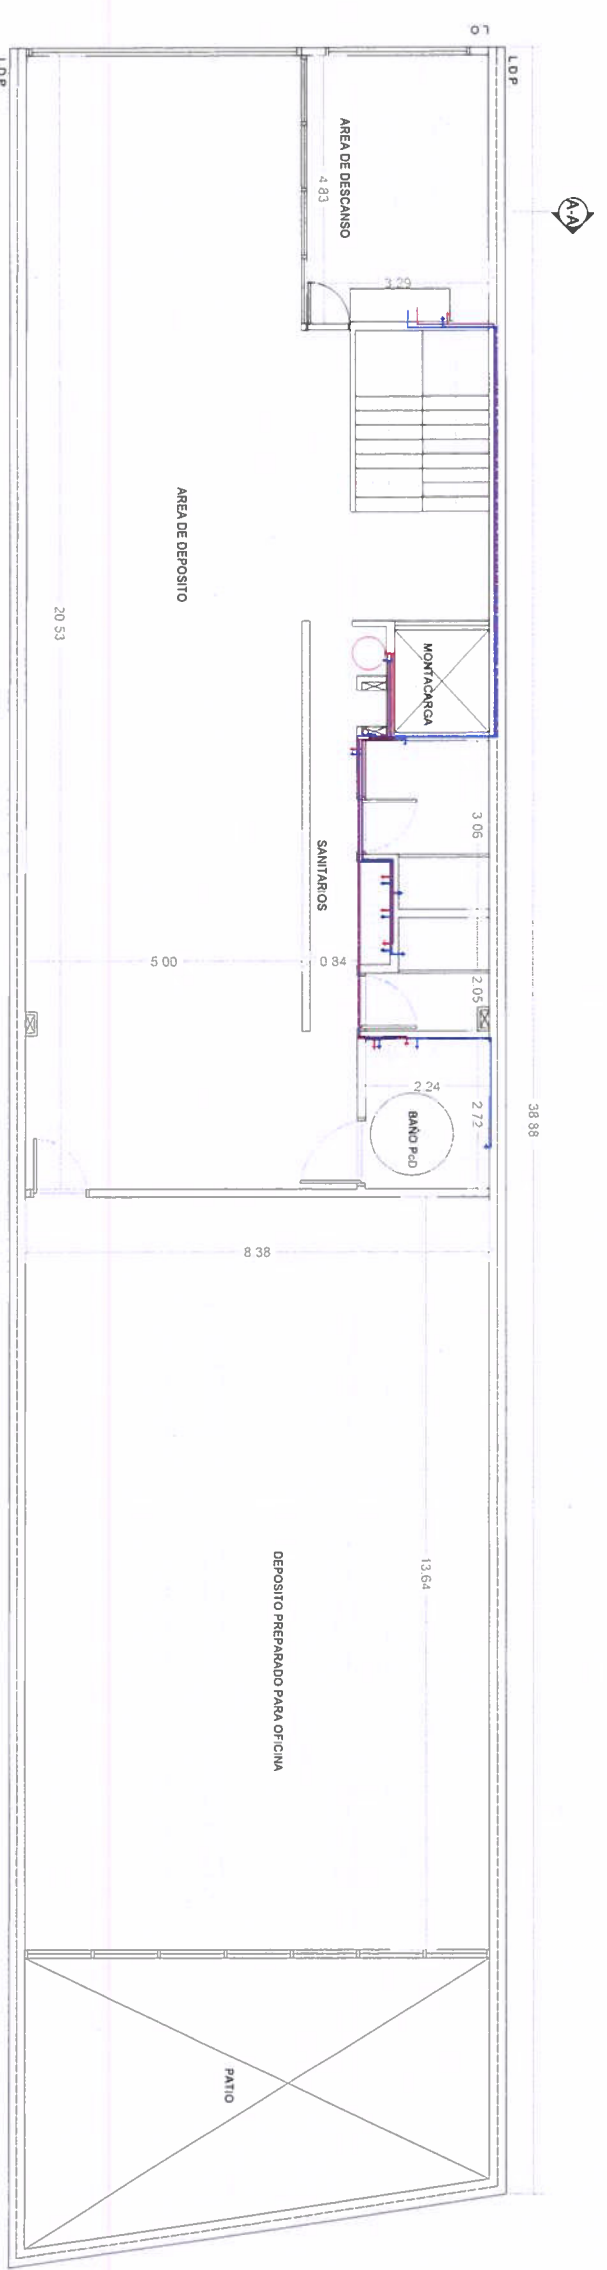 LDP
LDP
A-A
AREA DE DESCANSO
4.83
3.29
AREA DE DEPOSITO
20.53
MONTACARGA
3.06
SANITARIOS
5.00
0.84
2.05
2.24
2.72
BAÑO PcD
38.88
8.38
DEPOSITO PREPARADO PARA OFICINA
13.64
PATIO